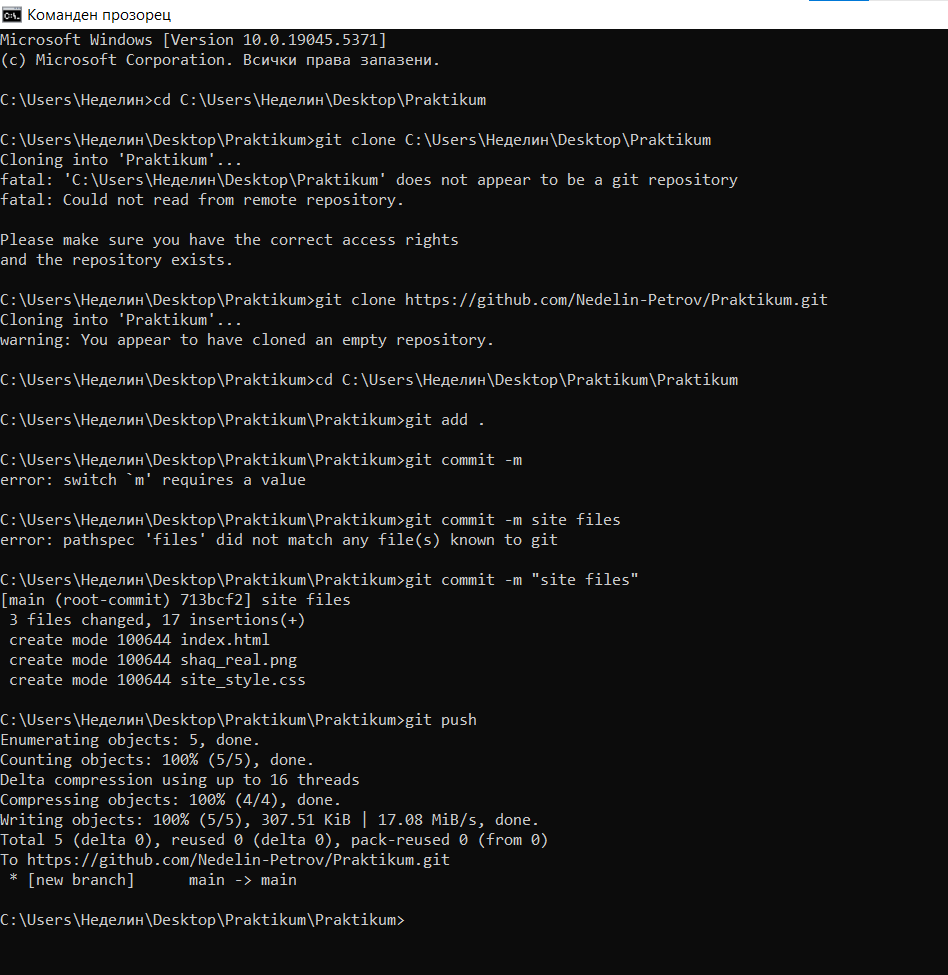 Команден прозорец
Microsoft Windows [Version 10.0.19045.5371]
(c) Microsoft Corporation. Всички права запазени.
C:\Users\Неделин>cd C:\Users\Неделин\Desktop\Praktikum
C:\Users\Неделин\Desktop\Praktikum>git clone C:\Users\Неделин\Desktop\Praktikum
Cloning into 'Praktikum'...
fatal: 'C:\Users\Неделин\Desktop\Praktikum' does not appear to be a git repository
fatal: Could not read from remote repository.
Please make sure you have the correct access rights
and the repository exists.
C:\Users\Неделин\Desktop\Praktikum>git clone https://github.com/Nedelin-Petrov/Praktikum.git
Cloning into 'Praktikum'...
warning: You appear to have cloned an empty repository.
C:\Users\Неделин\Desktop\Praktikum>cd C:\Users\Неделин\Desktop\Praktikum\Praktikum
C:\Users\Неделин\Desktop\Praktikum\Praktikum>git add .
C:\Users\Неделин\Desktop\Praktikum\Praktikum>git commit -m
error: switch `m' requires a value
C:\Users\Неделин\Desktop\Praktikum\Praktikum>git commit -m site files
error: pathspec 'files' did not match any file(s) known to git
C:\Users\Неделин\Desktop\Praktikum\Praktikum>git commit -m "site files"
[main (root-commit) 713bcf2] site files
 3 files changed, 17 insertions(+)
 create mode 100644 index.html
 create mode 100644 shaq_real.png
 create mode 100644 site_style.css
C:\Users\Неделин\Desktop\Praktikum\Praktikum>git push
Enumerating objects: 5, done.
Counting objects: 100% (5/5), done.
Delta compression using up to 16 threads
Compressing objects: 100% (4/4), done.
Writing objects: 100% (5/5), 307.51 KiB | 17.08 MiB/s, done.
Total 5 (delta 0), reused 0 (delta 0), pack-reused 0 (from 0)
To https://github.com/Nedelin-Petrov/Praktikum.git
 * [new branch]      main -> main
C:\Users\Неделин\Desktop\Praktikum\Praktikum>